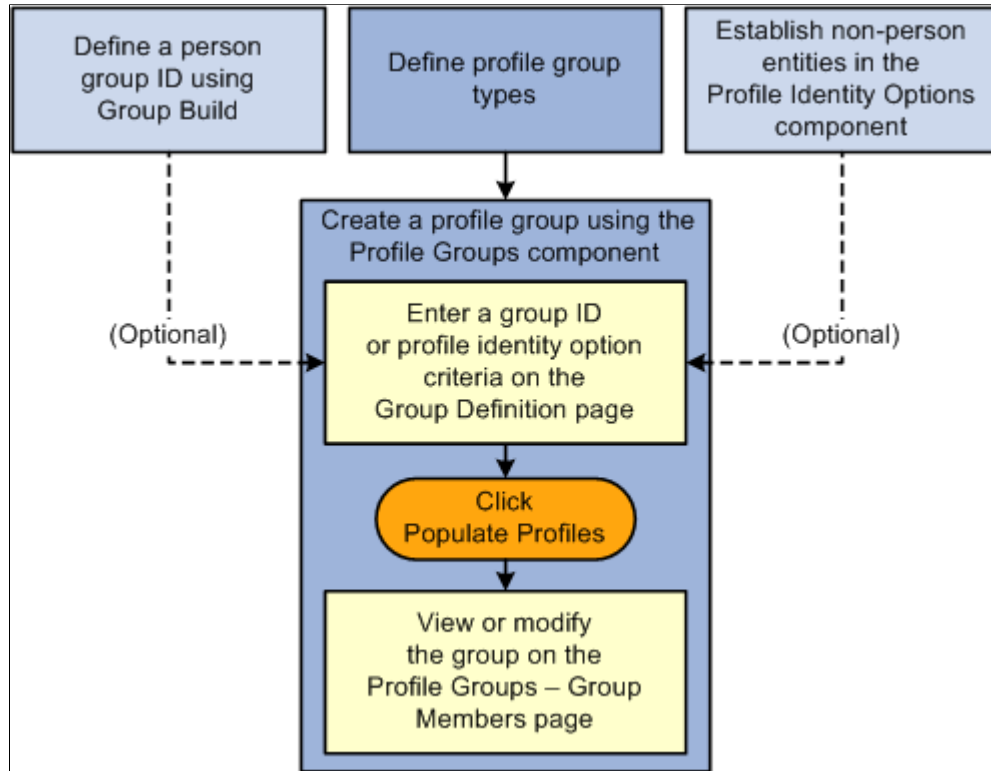 Define a person
group ID using
Group Build
Define profile group
types
Establish non-person
entities in the
Profile Identity Options
component
Create a profile group using the
Profile Groups component
Enter a group ID
or profile identity option
criteria on the
Group Definition page
(Optional)
(Optional)
Click
Populate Profiles
View or modify
the group on the
Profile Groups – Group
Members page